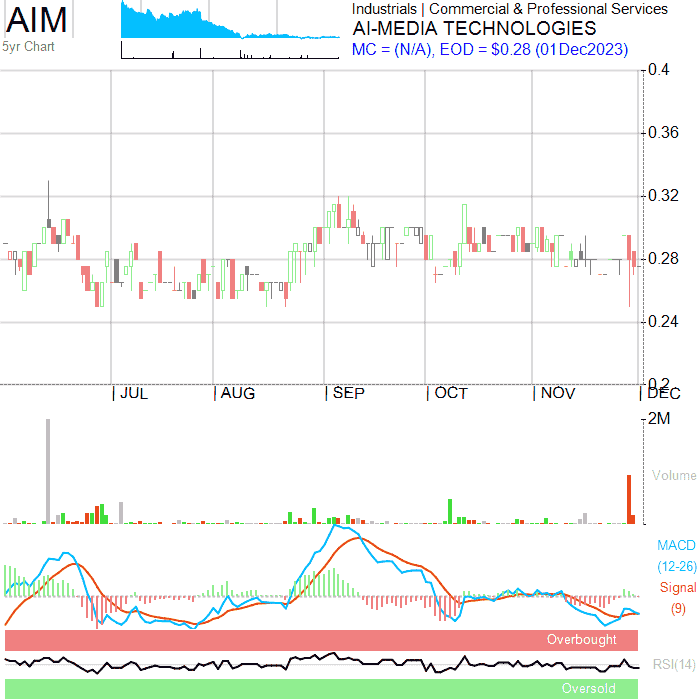 AIM
5yr Chart
Industrials | Commercial & Professional Services
AI-MEDIA TECHNOLOGIES
MC = (N/A), EOD = $0.28 (01Dec2023)
0.4
0.36
0.32
0.28
0.24
0.2
| JUL | AUG | SEP | OCT | NOV | DEC
2M
Volume
MACD
(12-26)
Signal
(9)
Overbought
RSI(14)
Oversold